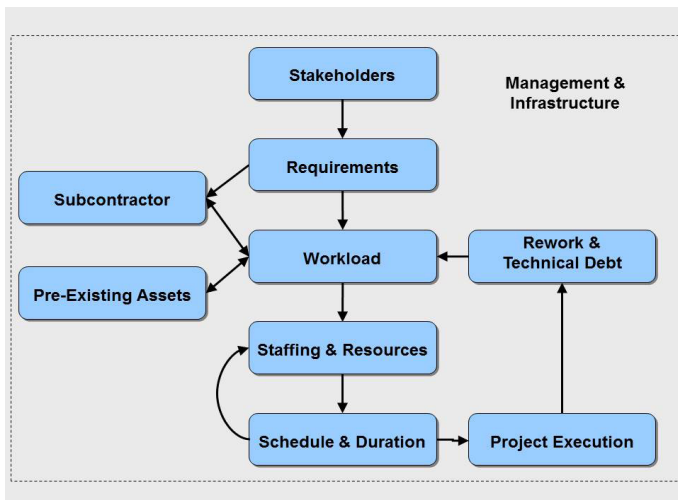 Stakeholders
Management &
Infrastructure
Requirements
Subcontractor
Workload
Rework &
Technical Debt
Pre-Existing Assets
Staffing & Resources
Schedule & Duration
Project Execution